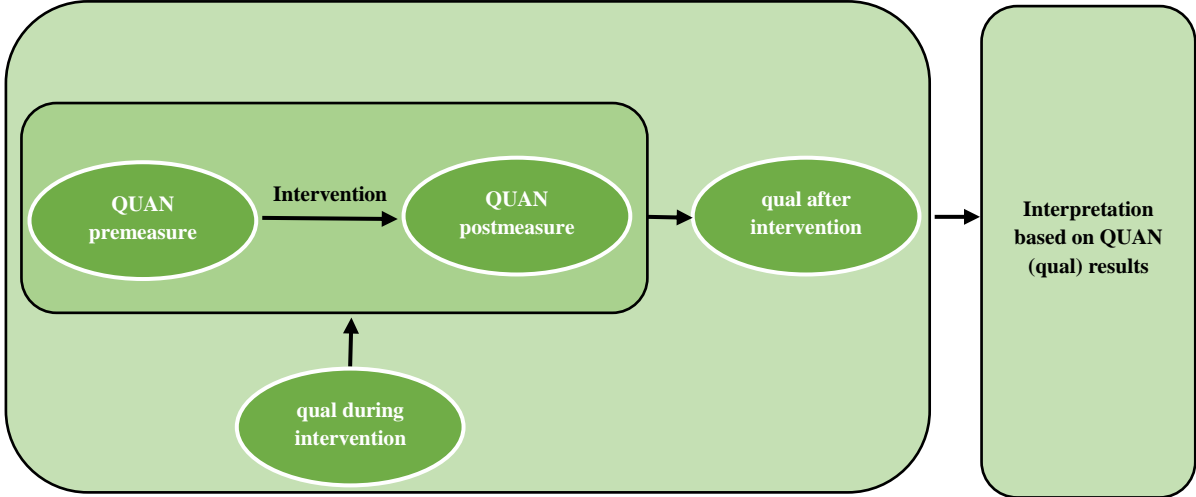 QUAN
premeasure
Intervention
QUAN
postmeasure
qual after
intervention
qual during
intervention
Interpretation
based on QUAN
(qual) results